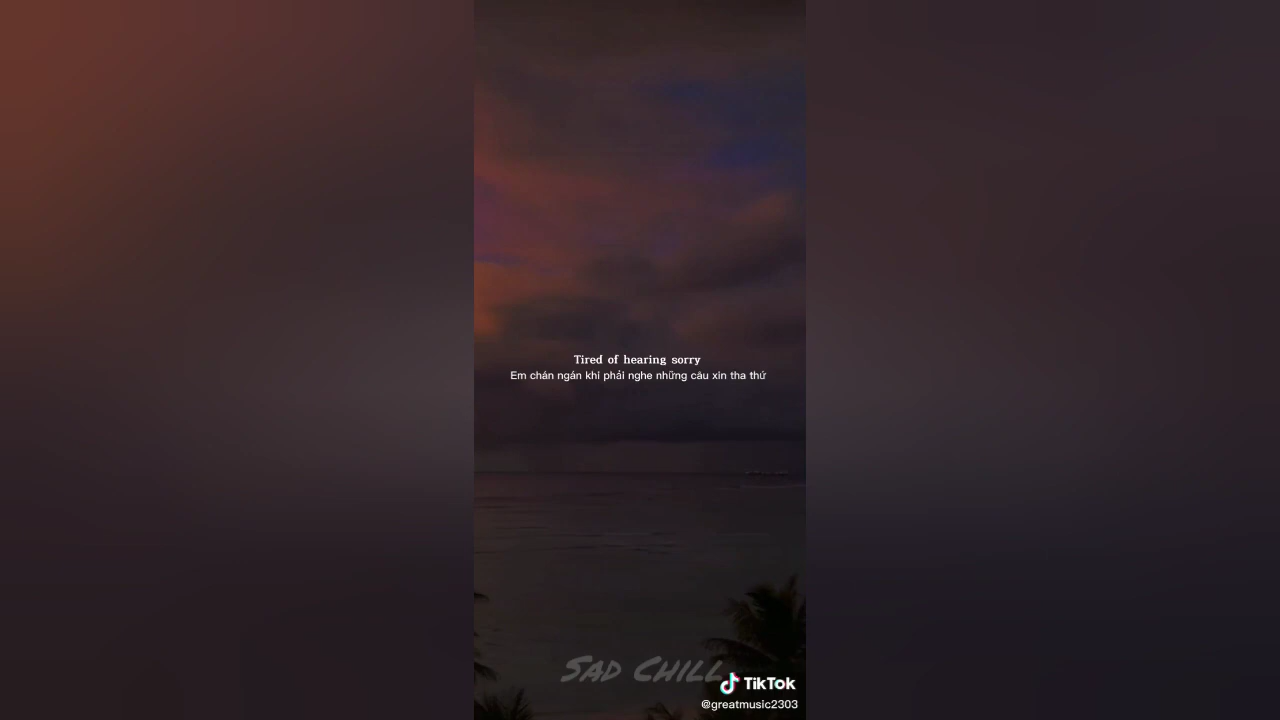 Tired of hearing sorry
Em chán ngán khi phải nghe những câu xin tha thứ
SAD CHILL
TikTok
@greatmusic2303